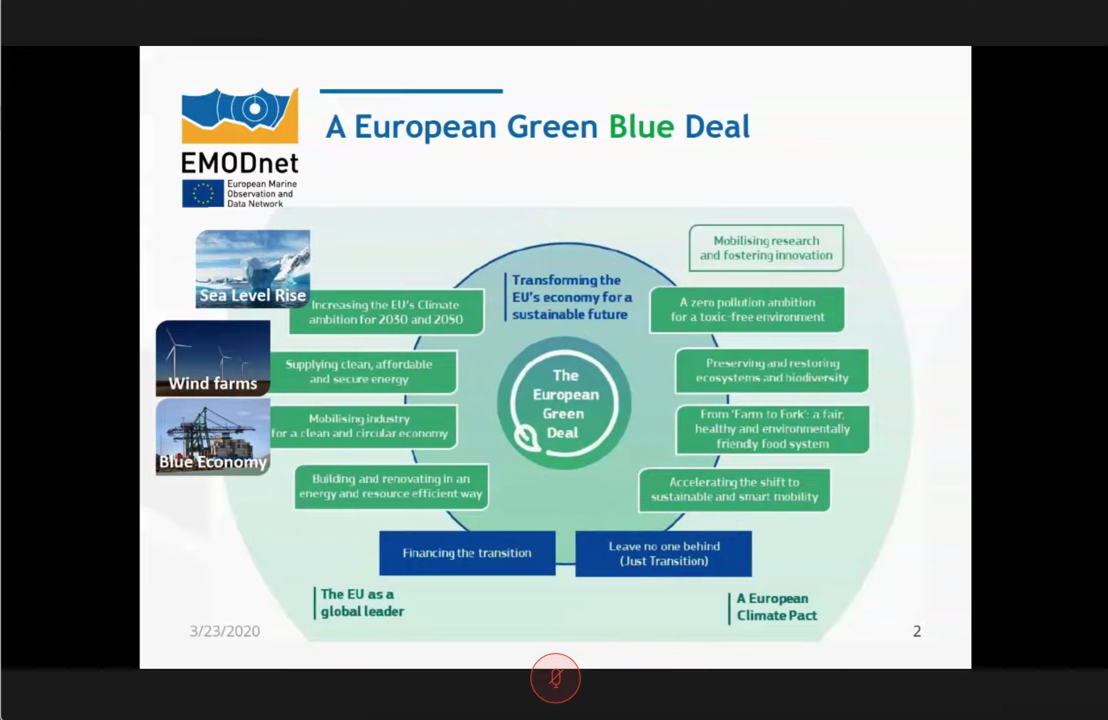 A European Green Blue Deal
EMODnet
European Marine
Observation and
Data Network
Sea Level Rise
Wind farms
Blue Economy
Transforming the
EU's economy for a
sustainable future
Increasing the EU's Climate
ambition for 2030 and 2050
Supplying clean, affordable
and secure energy
Mobilising industry
for a clean and circular economy
Building and renovating in an
energy and resource efficient way
The
European
Green
Deal
Mobilising research
and fostering innovation
A zero pollution ambition
for a toxic-free environment
Preserving and restoring
ecosystems and biodiversity
From 'Farm to Fork': a fair,
healthy and environmentally
friendly food system
Accelerating the shift to
sustainable and smart mobility
Financing the transition
Leave no one behind
(Just Transition)
The EU as a
global leader
A European
Climate Pact
3/23/2020
2